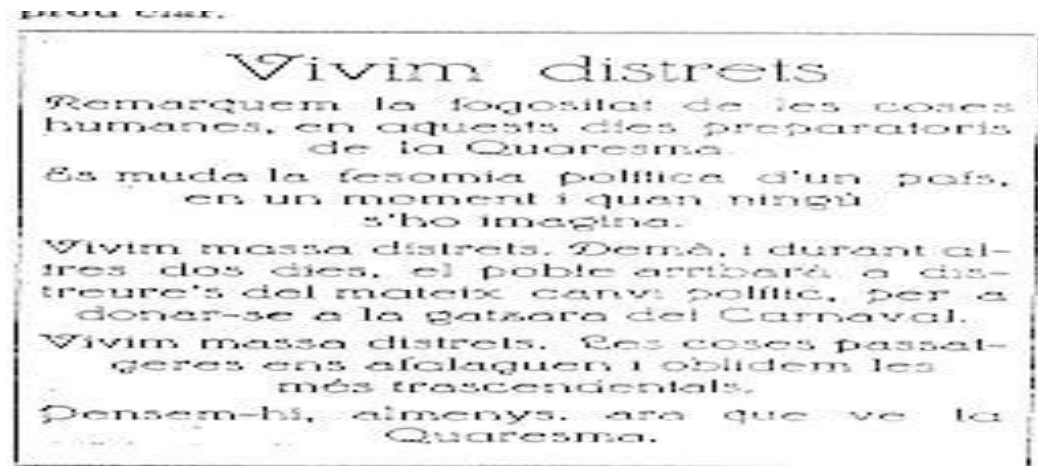 prou clar.
Vivim distrets
Remarquem la fogositat de les coses
humanes, en aquests dies preparatoris
de la Quaresma.
Es muda la fesomia política d'un país,
en un moment i quan ningú
s'ho imagina.
Vivim massa distrets. Demà, i durant al-
tres dos dies, el poble arribarà a dis-
treure's del mateix canvi polític, per a
donar-se a la gatzara del Carnaval.
Vivim massa distrets. Les coses passat-
geres ens afalaguen i oblidem les
més trascendentals.
Pensem-hi, almenys, ara que ve la
Quaresma.